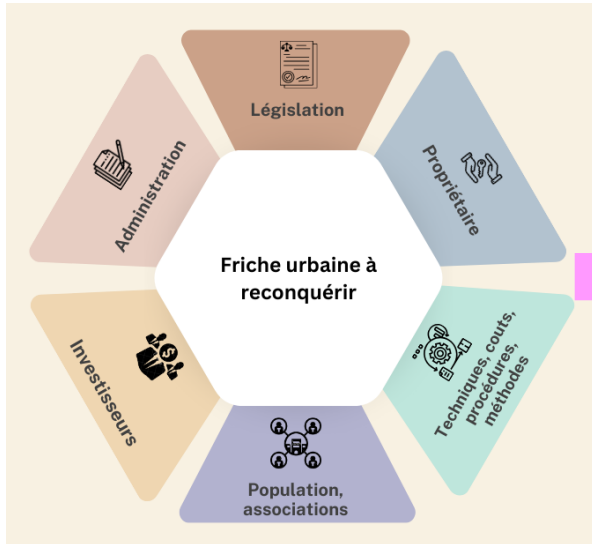 Législation
Propriétaire
Techniques, couts,
procédures,
méthodes
Population,
associations
Investisseurs
Administration
Friche urbaine à
reconquérir